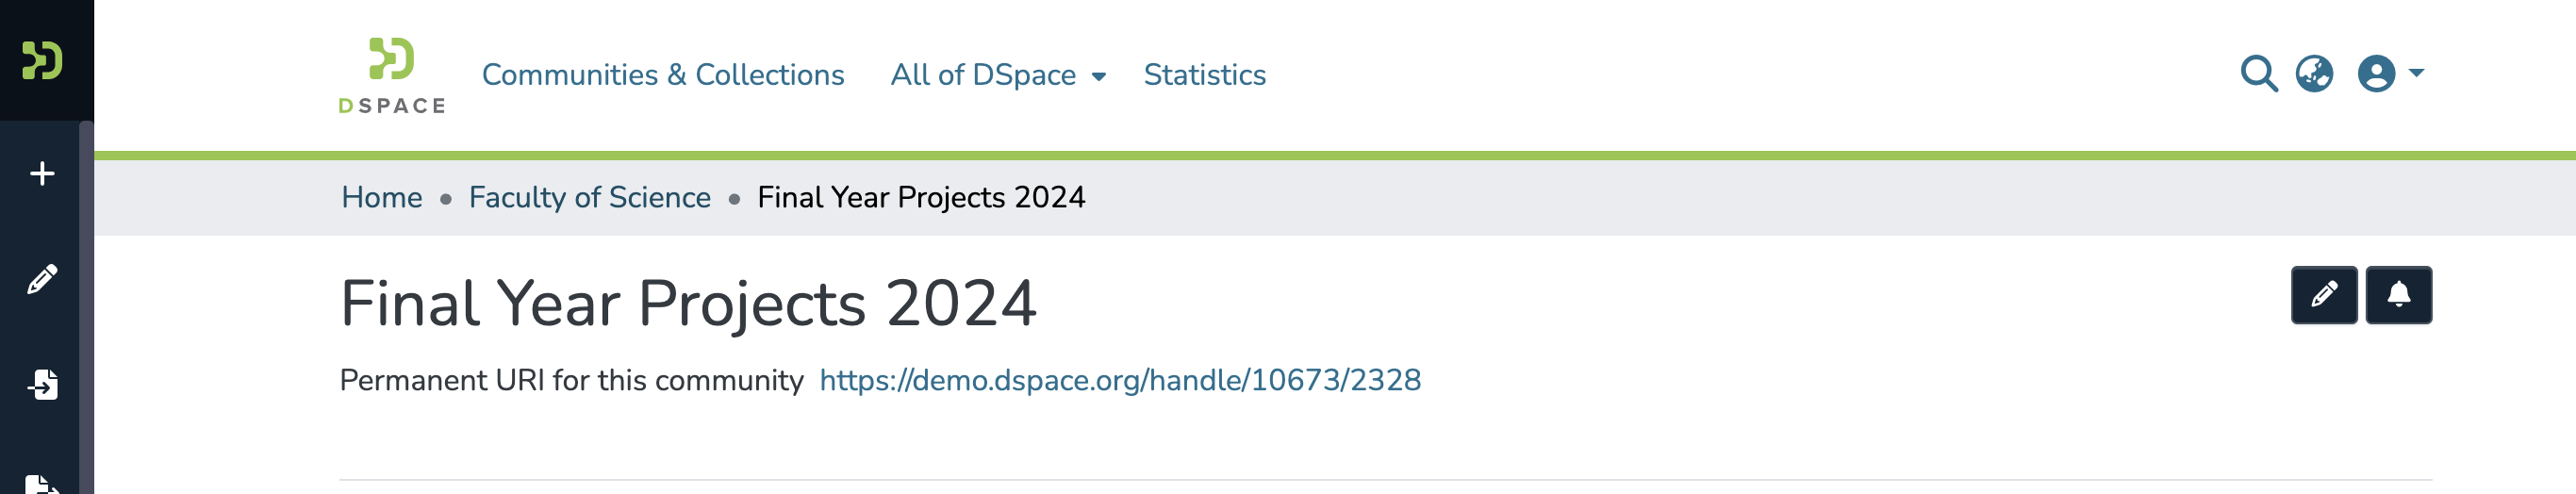 DSPACE
Communities & Collections All of DSpace Statistics
Home • Faculty of Science • Final Year Projects 2024
Final Year Projects 2024
Permanent URI for this community https://demo.dspace.org/handle/10673/2328